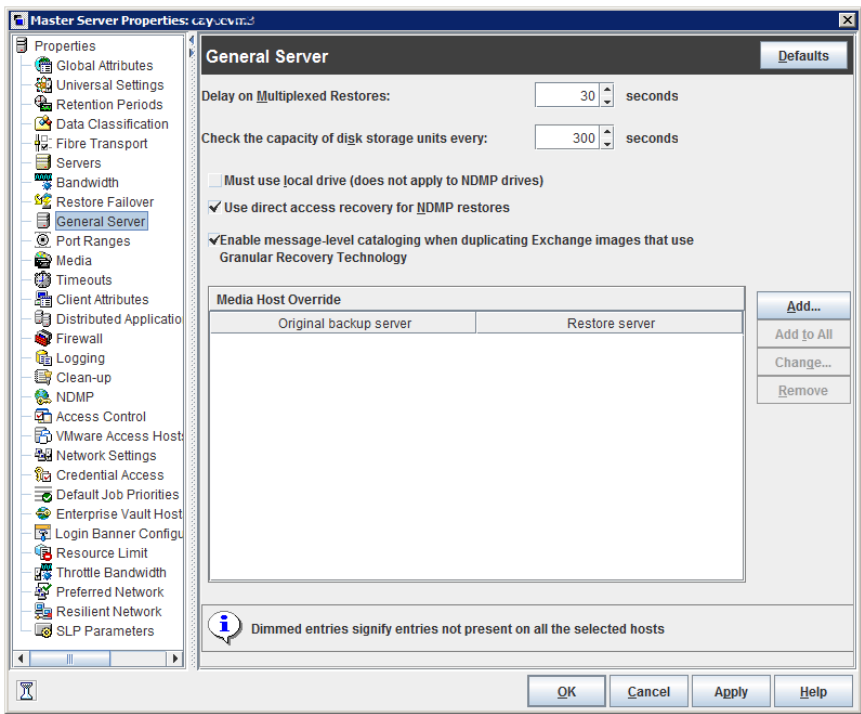 Master Server Properties:
Properties
Global Attributes
Universal Settings
Retention Periods
Data Classification
Fibre Transport
Servers
Bandwidth
Restore Failover
General Server
Port Ranges
Media
Timeouts
Client Attributes
Distributed Applicatio
Firewall
Logging
Clean-up
NDMP
Access Control
VMware Access Hosts
Network Settings
Credential Access
Default Job Priorities
Enterprise Vault Host
Login Banner Configu
Resource Limit
Throttle Bandwidth
Preferred Network
Resilient Network
SLP Parameters
General Server
Defaults
Delay on Multiplexed Restores: 30 seconds
Check the capacity of disk storage units every: 300 seconds
Must use local drive (does not apply to NDMP drives)
Use direct access recovery for NDMP restores
Enable message-level cataloging when duplicating Exchange images that use
Granular Recovery Technology
Media Host Override
Original backup server Restore server
Add...
Add to All
Change...
Remove
Dimmed entries signify entries not present on all the selected hosts
OK Cancel Apply Help